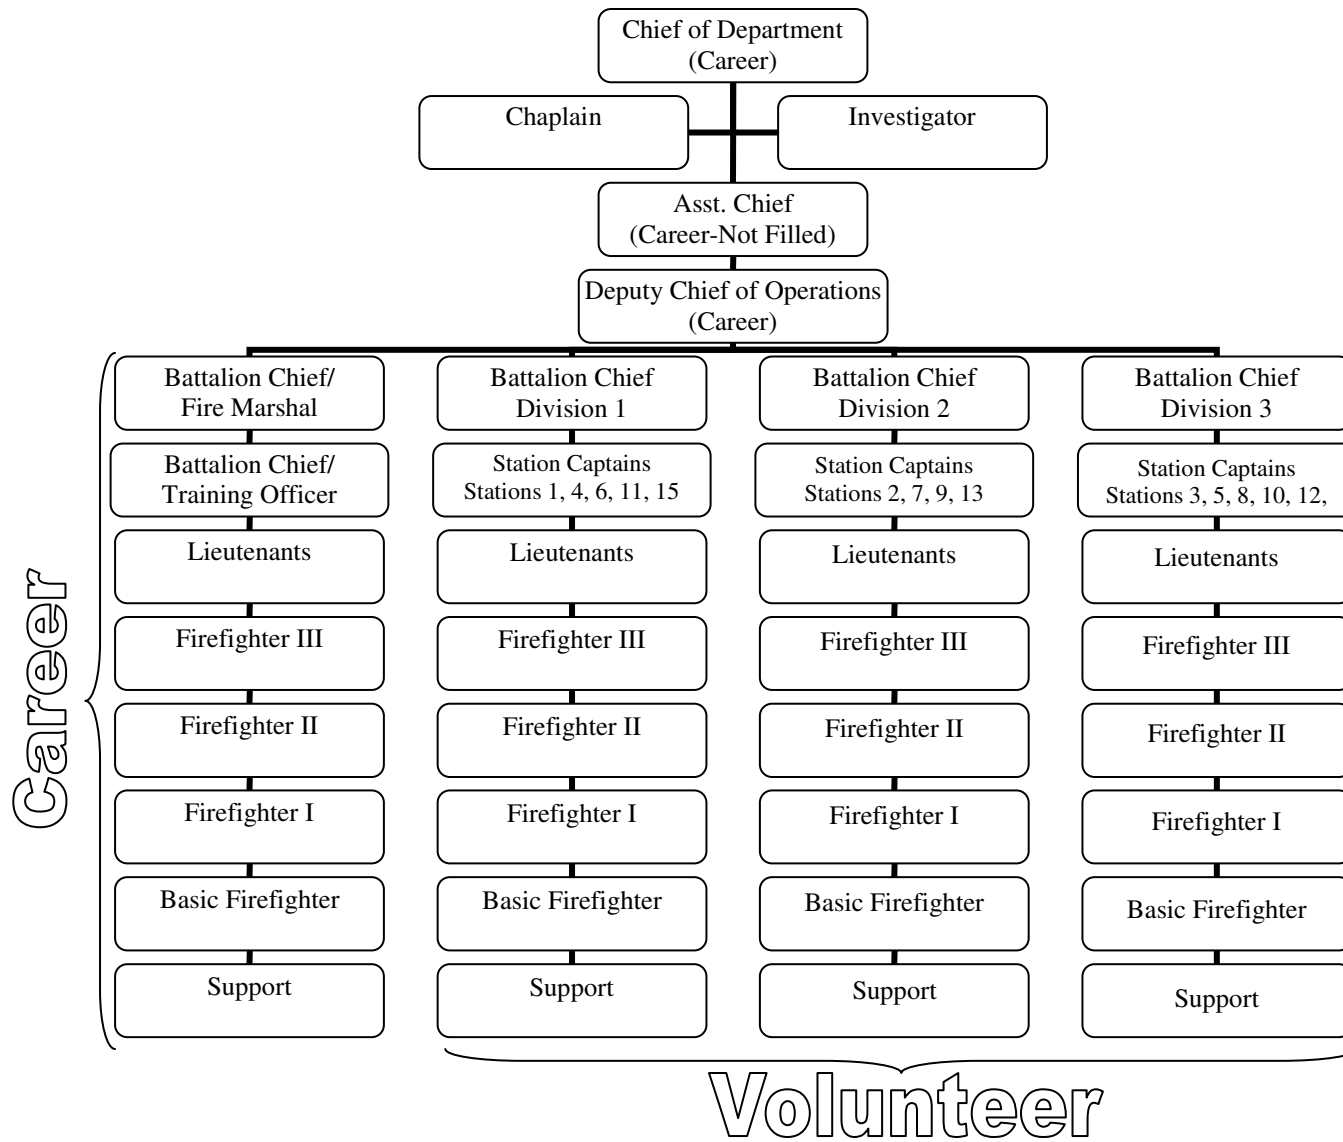 Chief of Department
(Career)
Chaplain
Investigator
Asst. Chief
(Career-Not Filled)
Deputy Chief of Operations
(Career)
Battalion Chief/
Fire Marshal
Battalion Chief
Division 1
Battalion Chief
Division 2
Battalion Chief
Division 3
Battalion Chief/
Training Officer
Station Captains
Stations 1, 4, 6, 11, 15
Station Captains
Stations 2, 7, 9, 13
Station Captains
Stations 3, 5, 8, 10, 12,
Lieutenants
Lieutenants
Lieutenants
Lieutenants
Firefighter III
Firefighter III
Firefighter III
Firefighter III
Firefighter II
Firefighter II
Firefighter II
Firefighter II
Firefighter I
Firefighter I
Firefighter I
Firefighter I
Basic Firefighter
Basic Firefighter
Basic Firefighter
Basic Firefighter
Support
Support
Support
Support
Career
Volunteer